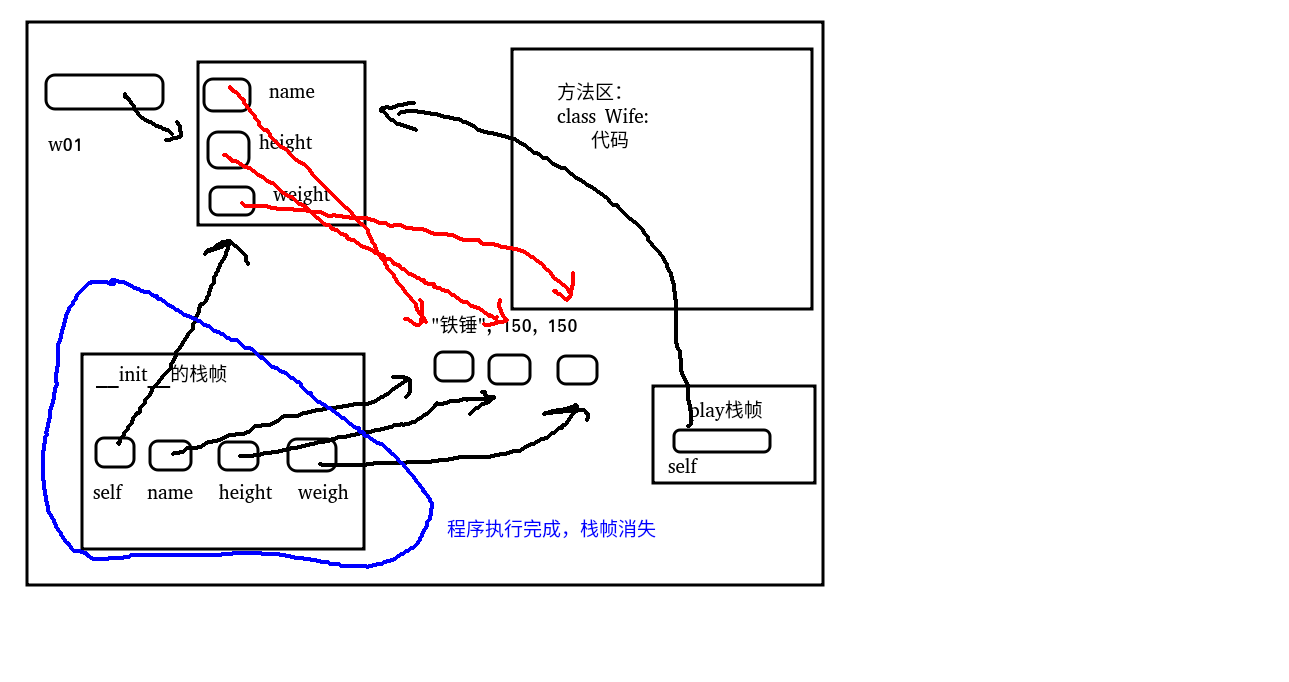 name
方法区:
class Wife:
代码
w01
height
weight
"铁锤", 150, 150
__init__的栈帧
play栈帧
self
self name height weigh
程序执行完成，栈帧消失